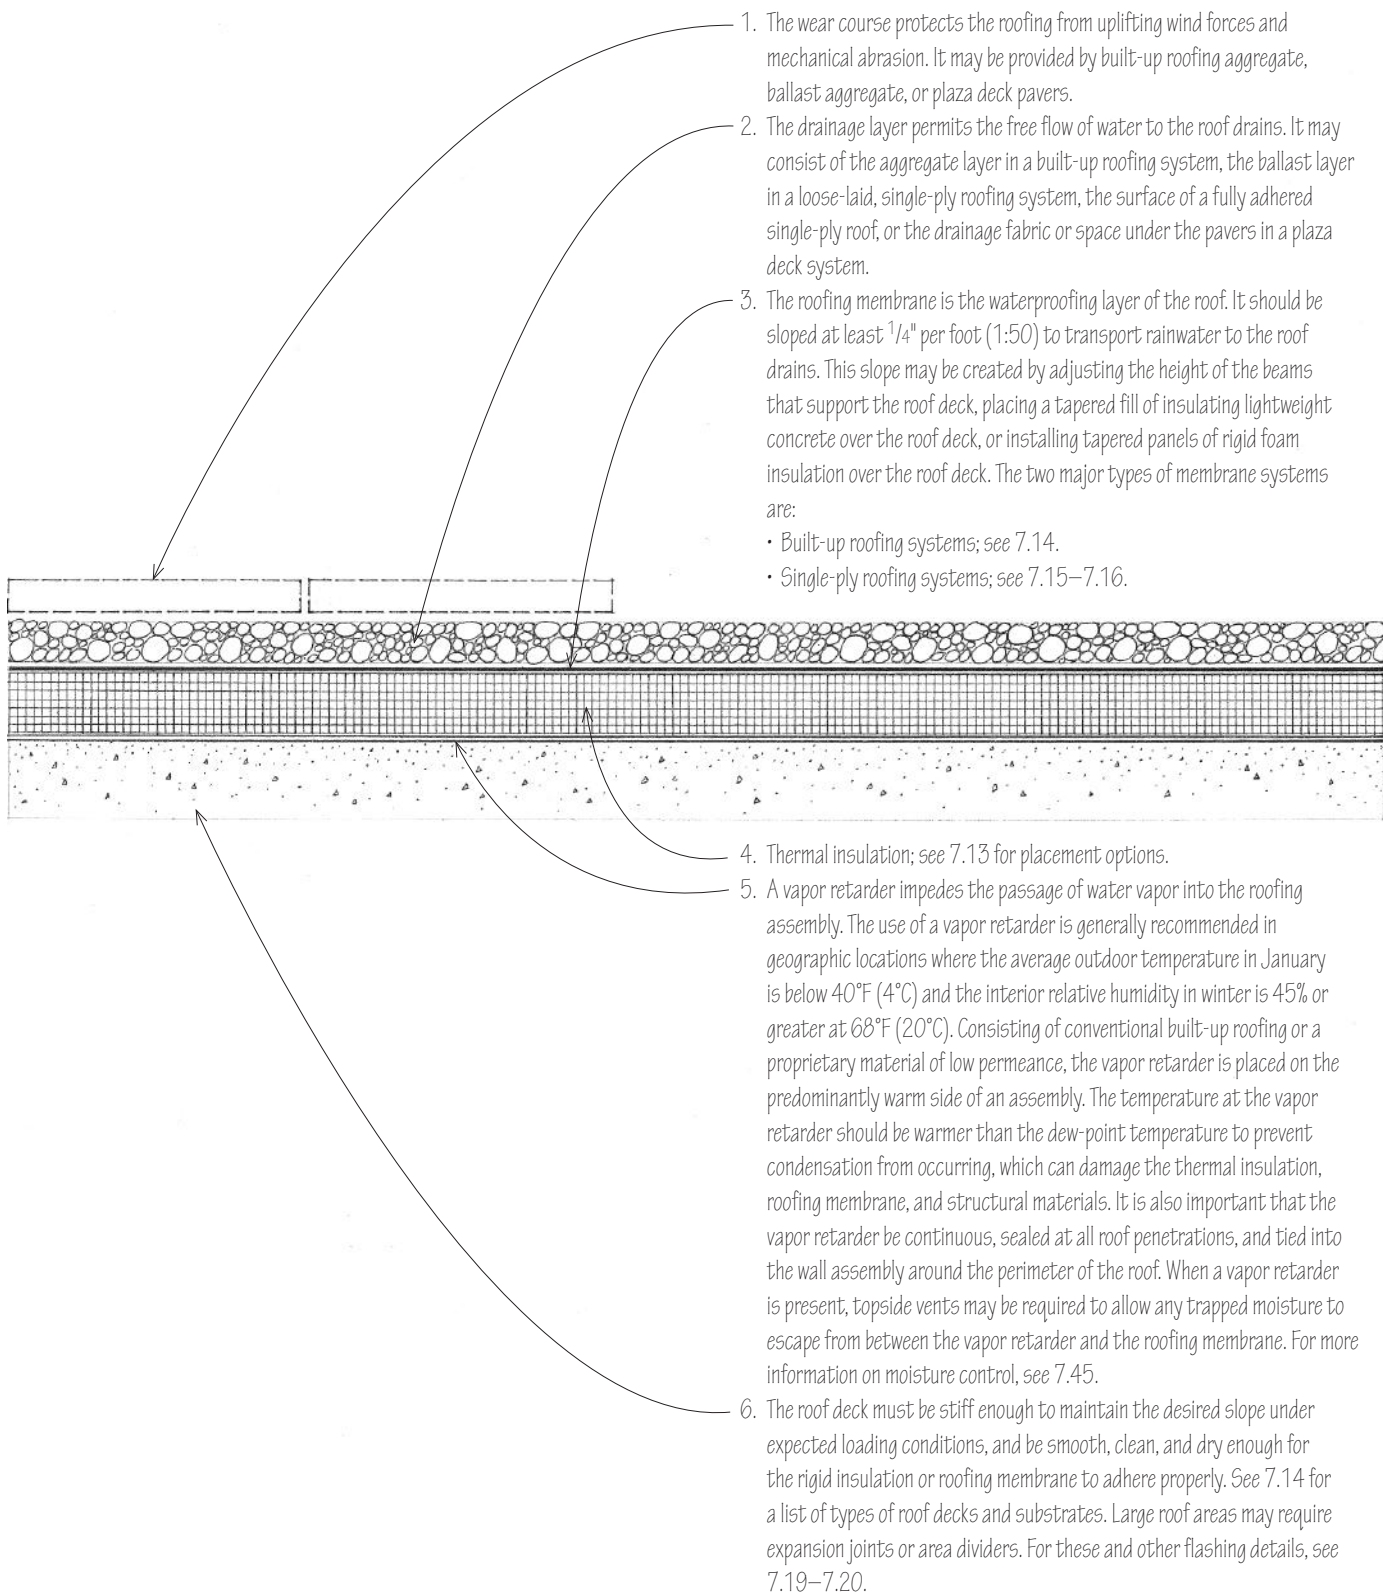 1. The wear course protects the roofing from uplifting wind forces and
mechanical abrasion. It may be provided by built-up roofing aggregate,
ballast aggregate, or plaza deck pavers.
2. The drainage layer permits the free flow of water to the roof drains. It may
consist of the aggregate layer in a built-up roofing system, the ballast layer
in a loose-laid, single-ply roofing system, the surface of a fully adhered
single-ply roof, or the drainage fabric or space under the pavers in a plaza
deck system.
3. The roofing membrane is the waterproofing layer of the roof. It should be
sloped at least 1/4" per foot (1:50) to transport rainwater to the roof
drains. This slope may be created by adjusting the height of the beams
that support the roof deck, placing a tapered fill of insulating lightweight
concrete over the roof deck, or installing tapered panels of rigid foam
insulation over the roof deck. The two major types of membrane systems
are:
• Built-up roofing systems; see 7.14.
• Single-ply roofing systems; see 7.15–7.16.
4. Thermal insulation; see 7.13 for placement options.
5. A vapor retarder impedes the passage of water vapor into the roofing
assembly. The use of a vapor retarder is generally recommended in
geographic locations where the average outdoor temperature in January
is below 40°F (4°C) and the interior relative humidity in winter is 45% or
greater at 68°F (20°C). Consisting of conventional built-up roofing or a
proprietary material of low permeance, the vapor retarder is placed on the
predominantly warm side of an assembly. The temperature at the vapor
retarder should be warmer than the dew-point temperature to prevent
condensation from occurring, which can damage the thermal insulation,
roofing membrane, and structural materials. It is also important that the
vapor retarder be continuous, sealed at all roof penetrations, and tied into
the wall assembly around the perimeter of the roof. When a vapor retarder
is present, topside vents may be required to allow any trapped moisture to
escape from between the vapor retarder and the roofing membrane. For more
information on moisture control, see 7.45.
6. The roof deck must be stiff enough to maintain the desired slope under
expected loading conditions, and be smooth, clean, and dry enough for
the rigid insulation or roofing membrane to adhere properly. See 7.14 for
a list of types of roof decks and substrates. Large roof areas may require
expansion joints or area dividers. For these and other flashing details, see
7.19–7.20.